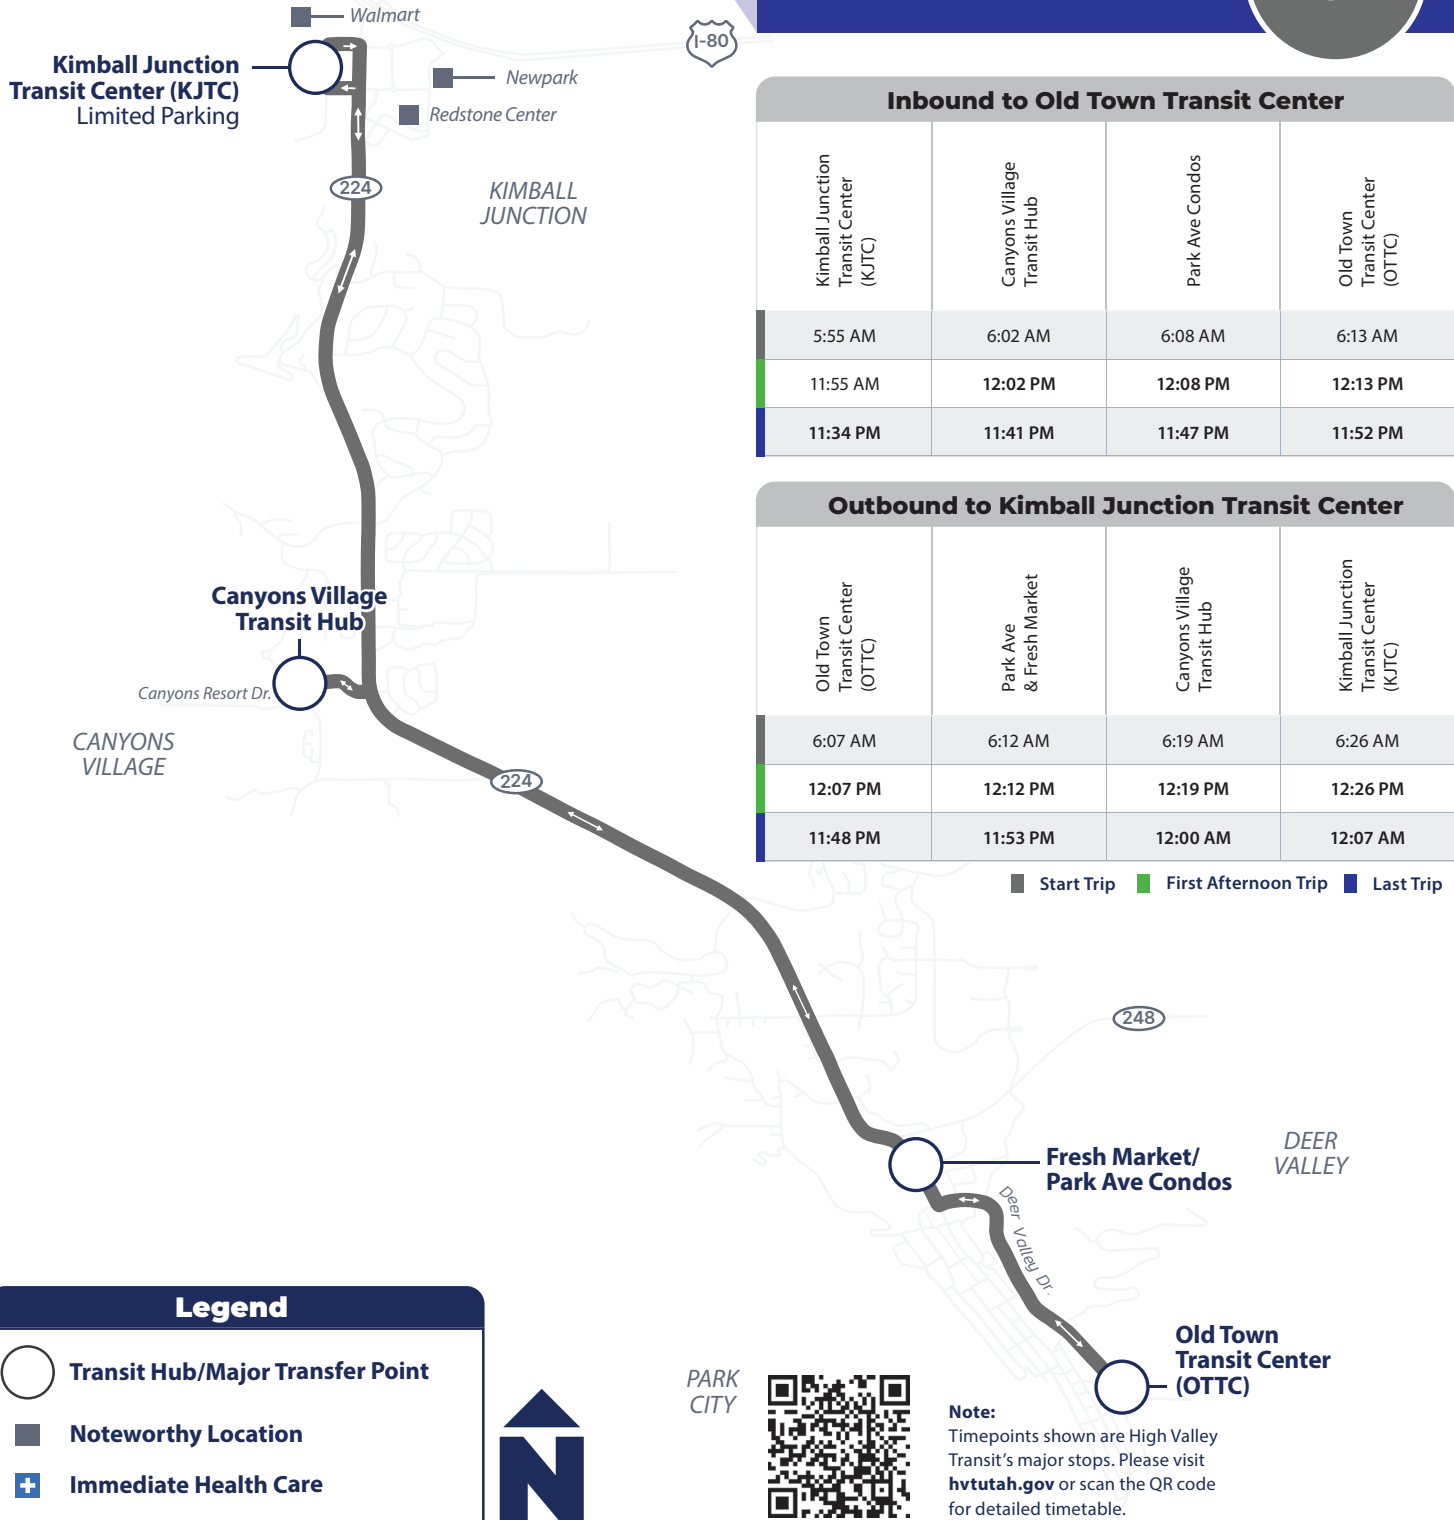 Walmart
I-80
Kimball Junction
Transit Center (KJTC)
Limited Parking
Newpark
Redstone Center
224
KIMBALL
JUNCTION
Inbound to Old Town Transit Center
Kimball Junction
Transit Center
(KJTC)
Canyons Village
Transit Hub
Park Ave Condos
Old Town
Transit Center
(OTTC)
5:55 AM 6:02 AM 6:08 AM 6:13 AM
11:55 AM 12:02 PM 12:08 PM 12:13 PM
11:34 PM 11:41 PM 11:47 PM 11:52 PM
Outbound to Kimball Junction Transit Center
Old Town
Transit Center
(OTTC)
Park Ave
& Fresh Market
Canyons Village
Transit Hub
Kimball Junction
Transit Center
(KJTC)
6:07 AM 6:12 AM 6:19 AM 6:26 AM
12:07 PM 12:12 PM 12:19 PM 12:26 PM
11:48 PM 11:53 PM 12:00 AM 12:07 AM
Start Trip First Afternoon Trip Last Trip
Canyons Village
Transit Hub
Canyons Resort Dr.
CANYONS
VILLAGE
224
248
DEER
VALLEY
Fresh Market/
Park Ave Condos
Deer Valley Dr.
Old Town
Transit Center
(OTTC)
PARK
CITY
Legend
Transit Hub/Major Transfer Point
Noteworthy Location
Immediate Health Care
N
Note:
Timepoints shown are High Valley
Transit's major stops. Please visit
hvtutah.gov or scan the QR code
for detailed timetable.